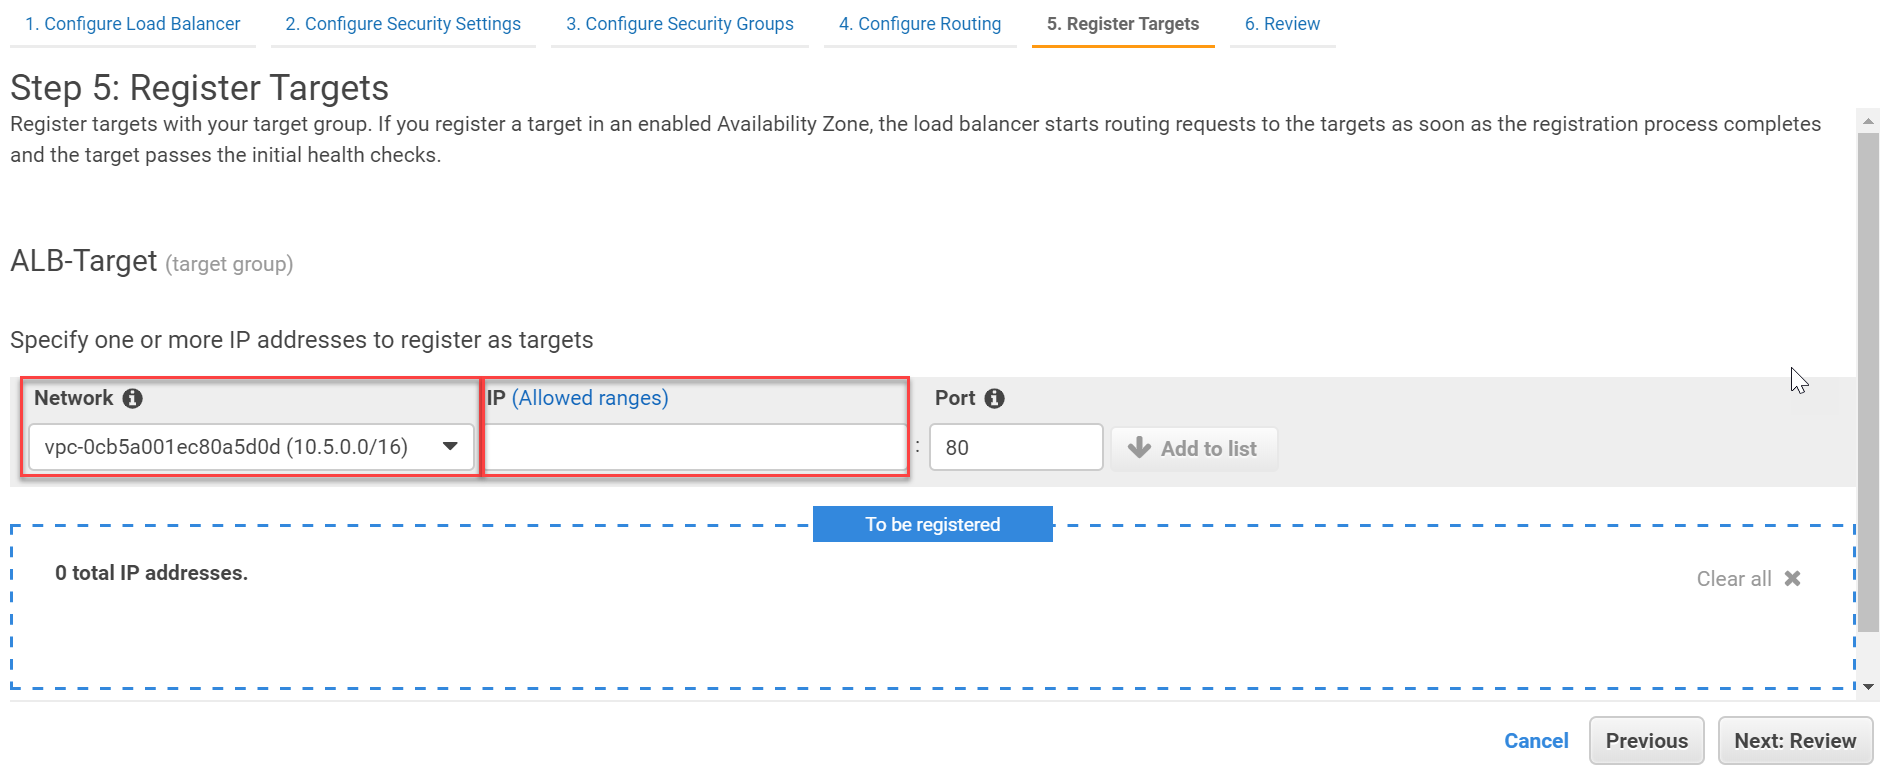 1. Configure Load Balancer 2. Configure Security Settings 3. Configure Security Groups 4. Configure Routing 5. Register Targets 6. Review
Step 5: Register Targets
Register targets with your target group. If you register a target in an enabled Availability Zone, the load balancer starts routing requests to the targets as soon as the registration process completes
and the target passes the initial health checks.
ALB-Target (target group)
Specify one or more IP addresses to register as targets
Network IP (Allowed ranges) Port
vpc-0cb5a001ec80a5d0d (10.5.0.0/16) : 80 Add to list
To be registered
0 total IP addresses. Clear all
Cancel Previous Next: Review